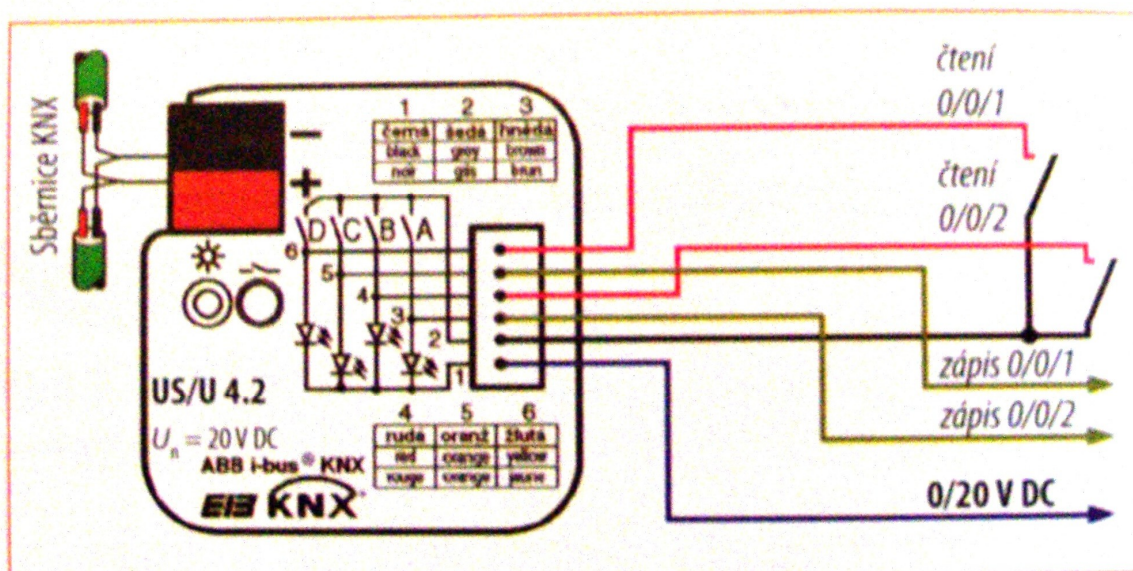 Sběrnice KNX
čtení
0/0/1
čtení
0/0/2
1 2 3
černá šedá hnědá
black grey brown
noir gris brun
−
+
D C B A
6
5
4
3
2
1
US/U 4.2
Un = 20 V DC
ABB i-bus® KNX
EIB KNX
4 5 6
rudá oranž žlutá
red orange yellow
rouge orange jaune
zápis 0/0/1
zápis 0/0/2
0/20 V DC